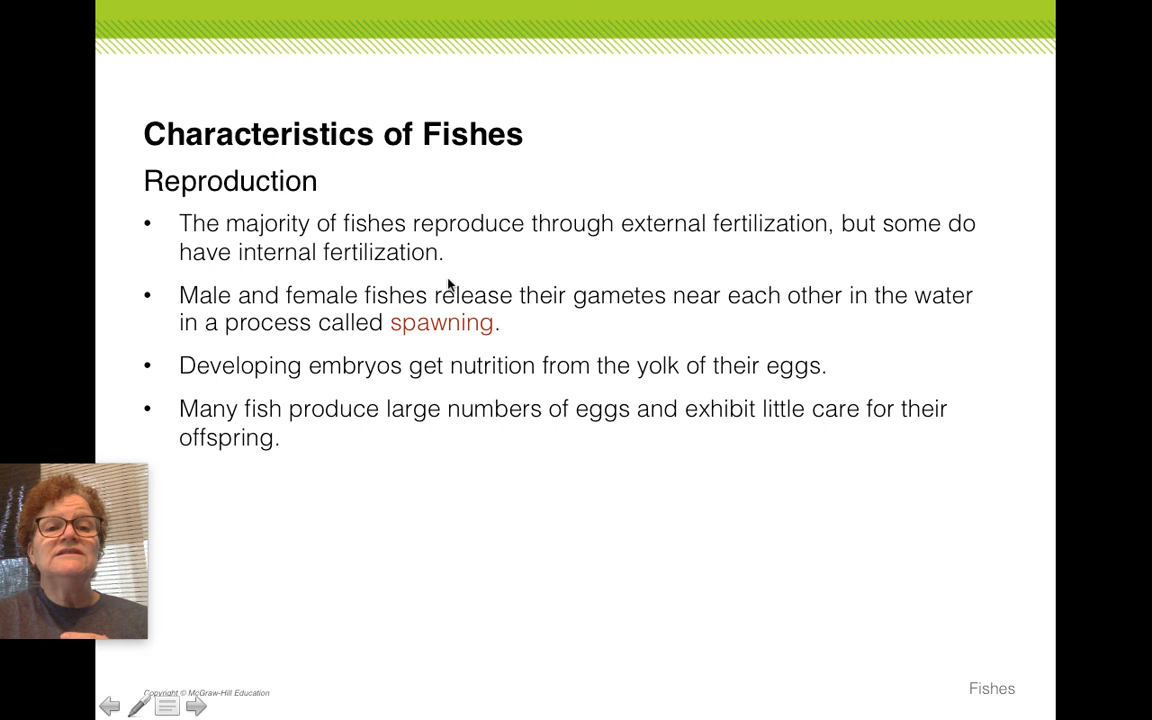 Characteristics of Fishes
Reproduction
• The majority of fishes reproduce through external fertilization, but some do
have internal fertilization.
• Male and female fishes release their gametes near each other in the water
in a process called spawning.
• Developing embryos get nutrition from the yolk of their eggs.
• Many fish produce large numbers of eggs and exhibit little care for their
offspring.
Copyright © McGraw-Hill Education
Fishes